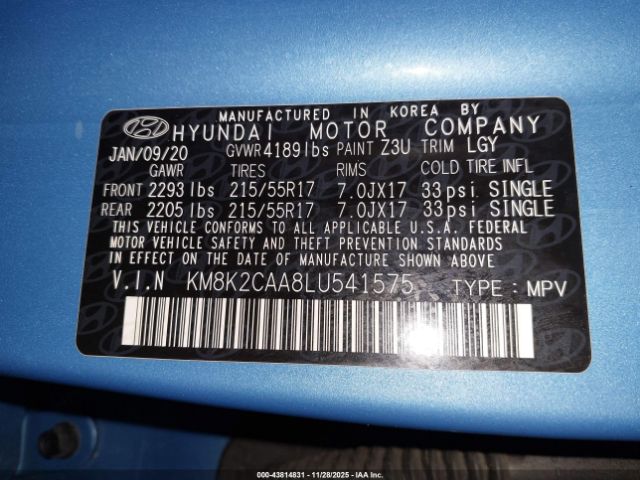 MANUFACTURED IN KOREA BY
HYUNDAI MOTOR COMPANY
JAN/09/20 GVWR 4189 lbs PAINT Z3U TRIM LGY
GAWR TIRES RIMS COLD TIRE INFL
FRONT 2293 lbs 215/55R17 7.0JX17 33 psi. SINGLE
REAR 2205 lbs 215/55R17 7.0JX17 33 psi. SINGLE
THIS VEHICLE CONFORMS TO ALL APPLICABLE U.S.A. FEDERAL
MOTOR VEHICLE SAFETY AND THEFT PREVENTION STANDARDS
IN EFFECT ON THE DATE OF MANUFACTURE SHOWN ABOVE.
V.I.N KM8K2CAA8LU541575 TYPE : MPV
000-43814831 - 11/28/2025 - IAA Inc.